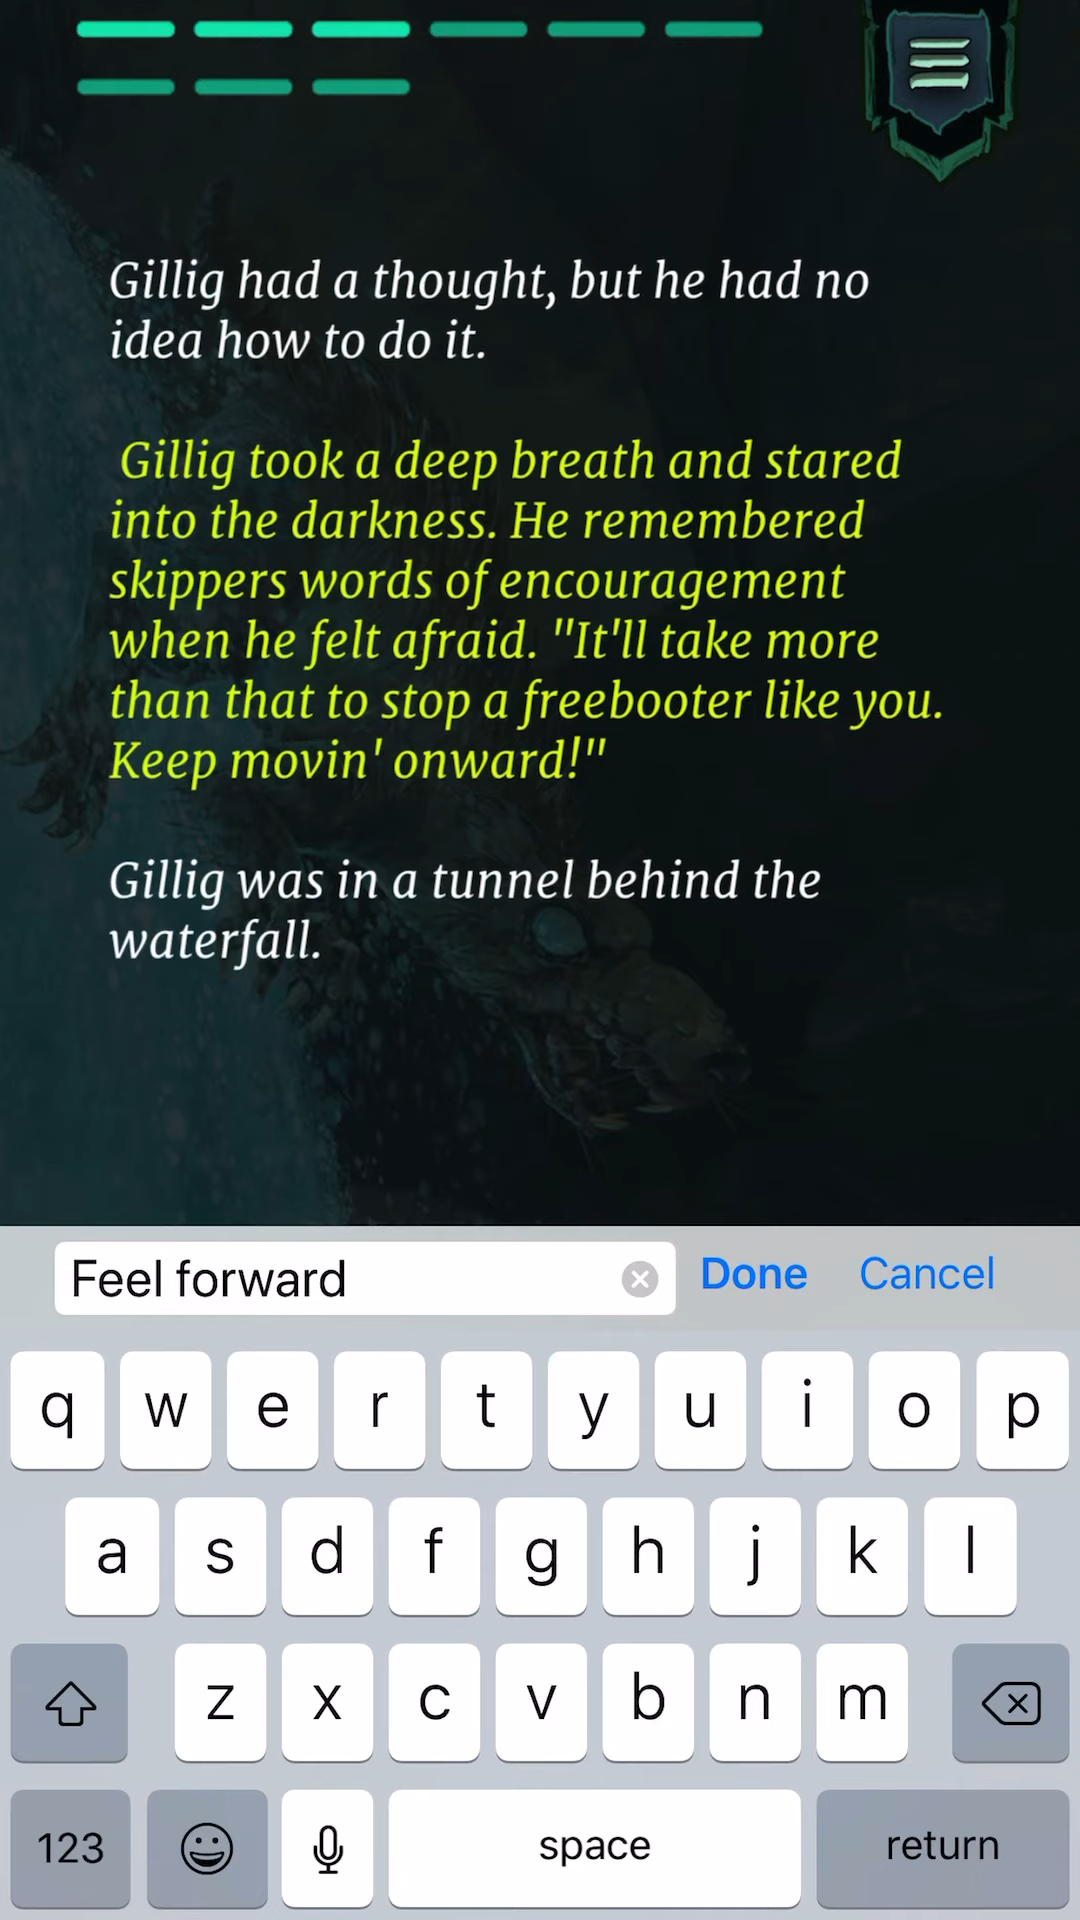 Gillig had a thought, but he had no
idea how to do it.
Gillig took a deep breath and stared
into the darkness. He remembered
skippers words of encouragement
when he felt afraid. "It'll take more
than that to stop a freebooter like you.
Keep movin' onward!"
Gillig was in a tunnel behind the
waterfall.
Feel forward Done Cancel
q w e r t y u i o p
a s d f g h j k l
z x c v b n m
123 space return